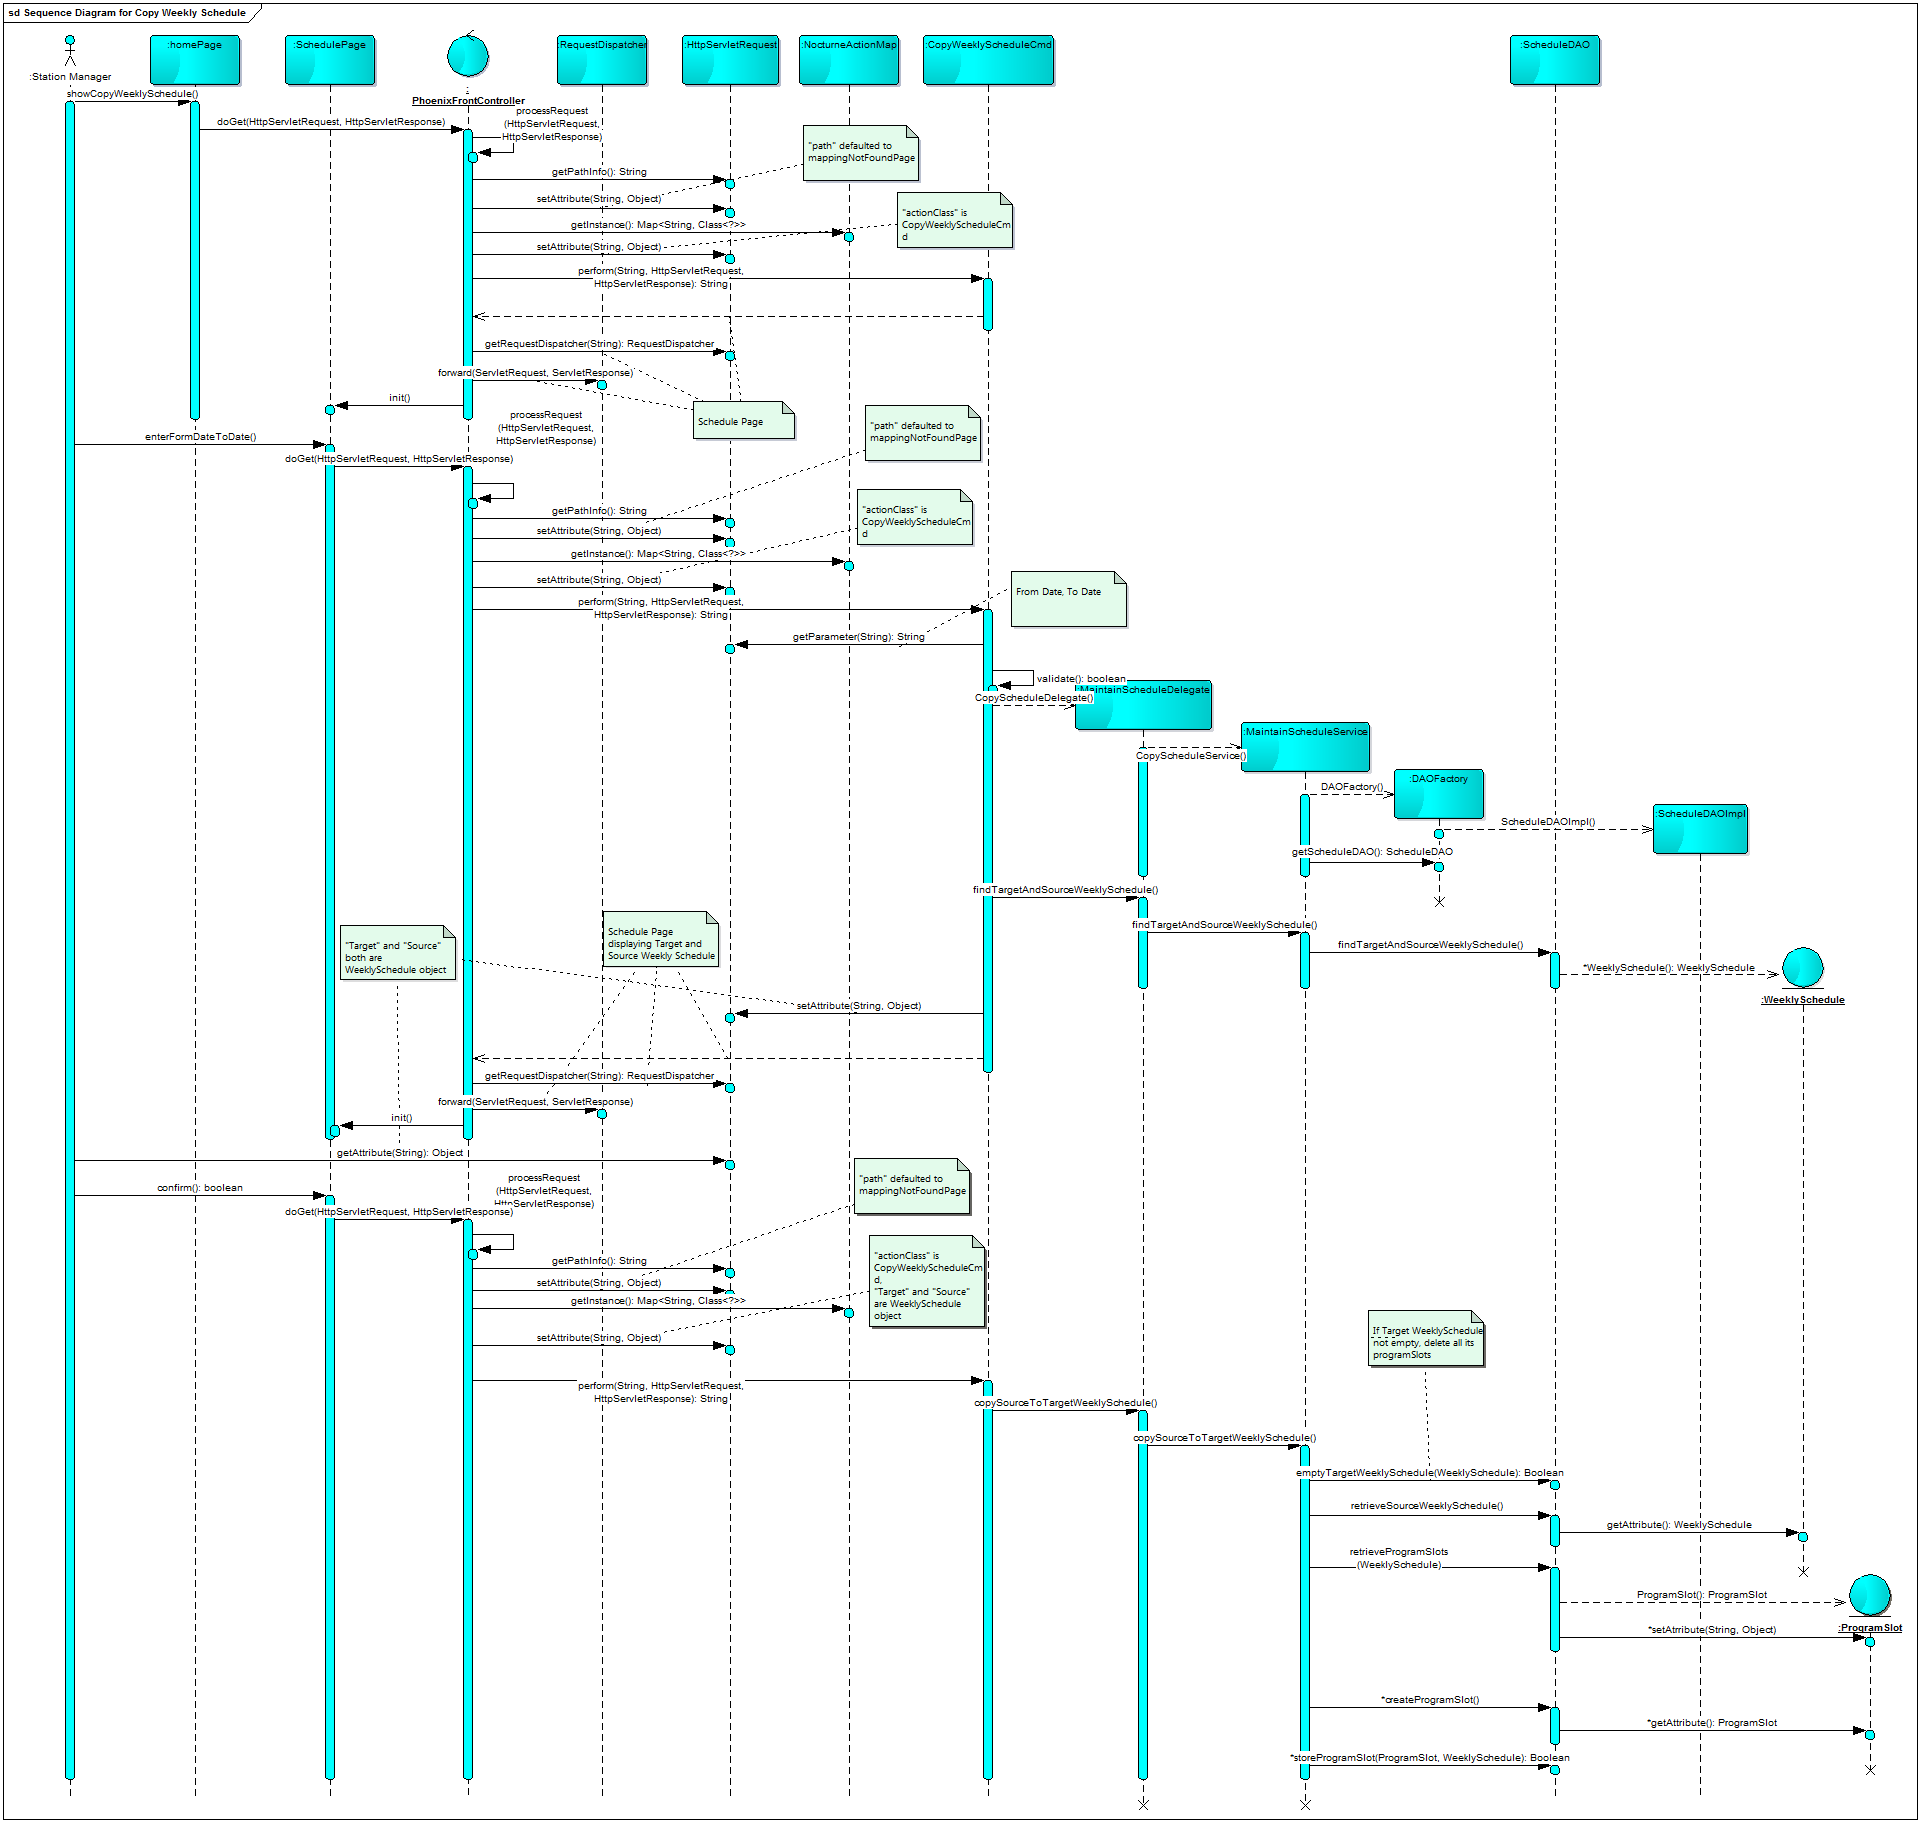 sd Sequence Diagram for Copy Weekly Schedule
:Station Manager
:homePage
:SchedulePage
PhoenixFrontController
:RequestDispatcher
:HttpServletRequest
:NocturneActionMap
:CopyWeeklyScheduleCmd
:ScheduleDAO
showCopyWeeklySchedule()
doGet(HttpServletRequest, HttpServletResponse)
processRequest
(HttpServletRequest,
HttpServletResponse)
"path" defaulted to
mappingNotFoundPage
getPathInfo(): String
setAttribute(String, Object)
"actionClass" is
CopyWeeklyScheduleCm
d
getInstance(): Map<String, Class<?>>
setAttribute(String, Object)
perform(String, HttpServletRequest,
HttpServletResponse): String
getRequestDispatcher(String): RequestDispatcher
forward(ServletRequest, ServletResponse)
init()
Schedule Page
processRequest
(HttpServletRequest,
HttpServletResponse)
"path" defaulted to
mappingNotFoundPage
enterFormDateToDate()
doGet(HttpServletRequest, HttpServletResponse)
getPathInfo(): String
"actionClass" is
CopyWeeklyScheduleCm
d
setAttribute(String, Object)
getInstance(): Map<String, Class<?>>
setAttribute(String, Object)
From Date, To Date
perform(String, HttpServletRequest,
HttpServletResponse): String
getParameter(String): String
validate(): boolean
:MaintainScheduleDelegate
CopyScheduleDelegate()
:MaintainScheduleService
CopyScheduleService()
:DAOFactory
DAOFactory()
:ScheduleDAOImpl
ScheduleDAOImpl()
getScheduleDAO(): ScheduleDAO
findTargetAndSourceWeeklySchedule()
findTargetAndSourceWeeklySchedule()
findTargetAndSourceWeeklySchedule()
"Target" and "Source"
both are
WeeklySchedule object
Schedule Page
displaying Target and
Source Weekly Schedule
*WeeklySchedule(): WeeklySchedule
:WeeklySchedule
setAttribute(String, Object)
getRequestDispatcher(String): RequestDispatcher
forward(ServletRequest, ServletResponse)
init()
getAttribute(String): Object
processRequest
(HttpServletRequest,
HttpServletResponse)
"path" defaulted to
mappingNotFoundPage
confirm(): boolean
doGet(HttpServletRequest, HttpServletResponse)
getPathInfo(): String
"actionClass" is
CopyWeeklyScheduleCm
d,
"Target" and "Source"
are WeeklySchedule
object
setAttribute(String, Object)
getInstance(): Map<String, Class<?>>
setAttribute(String, Object)
If Target WeeklySchedule
not empty, delete all its
programSlots
perform(String, HttpServletRequest,
HttpServletResponse): String
copySourceToTargetWeeklySchedule()
copySourceToTargetWeeklySchedule()
emptyTargetWeeklySchedule(WeeklySchedule): Boolean
retrieveSourceWeeklySchedule()
getAttribute(): WeeklySchedule
retrieveProgramSlots
(WeeklySchedule)
ProgramSlot(): ProgramSlot
:ProgramSlot
*setAtrribute(String, Object)
*createProgramSlot()
*getAttribute(): ProgramSlot
*storeProgramSlot(ProgramSlot, WeeklySchedule): Boolean